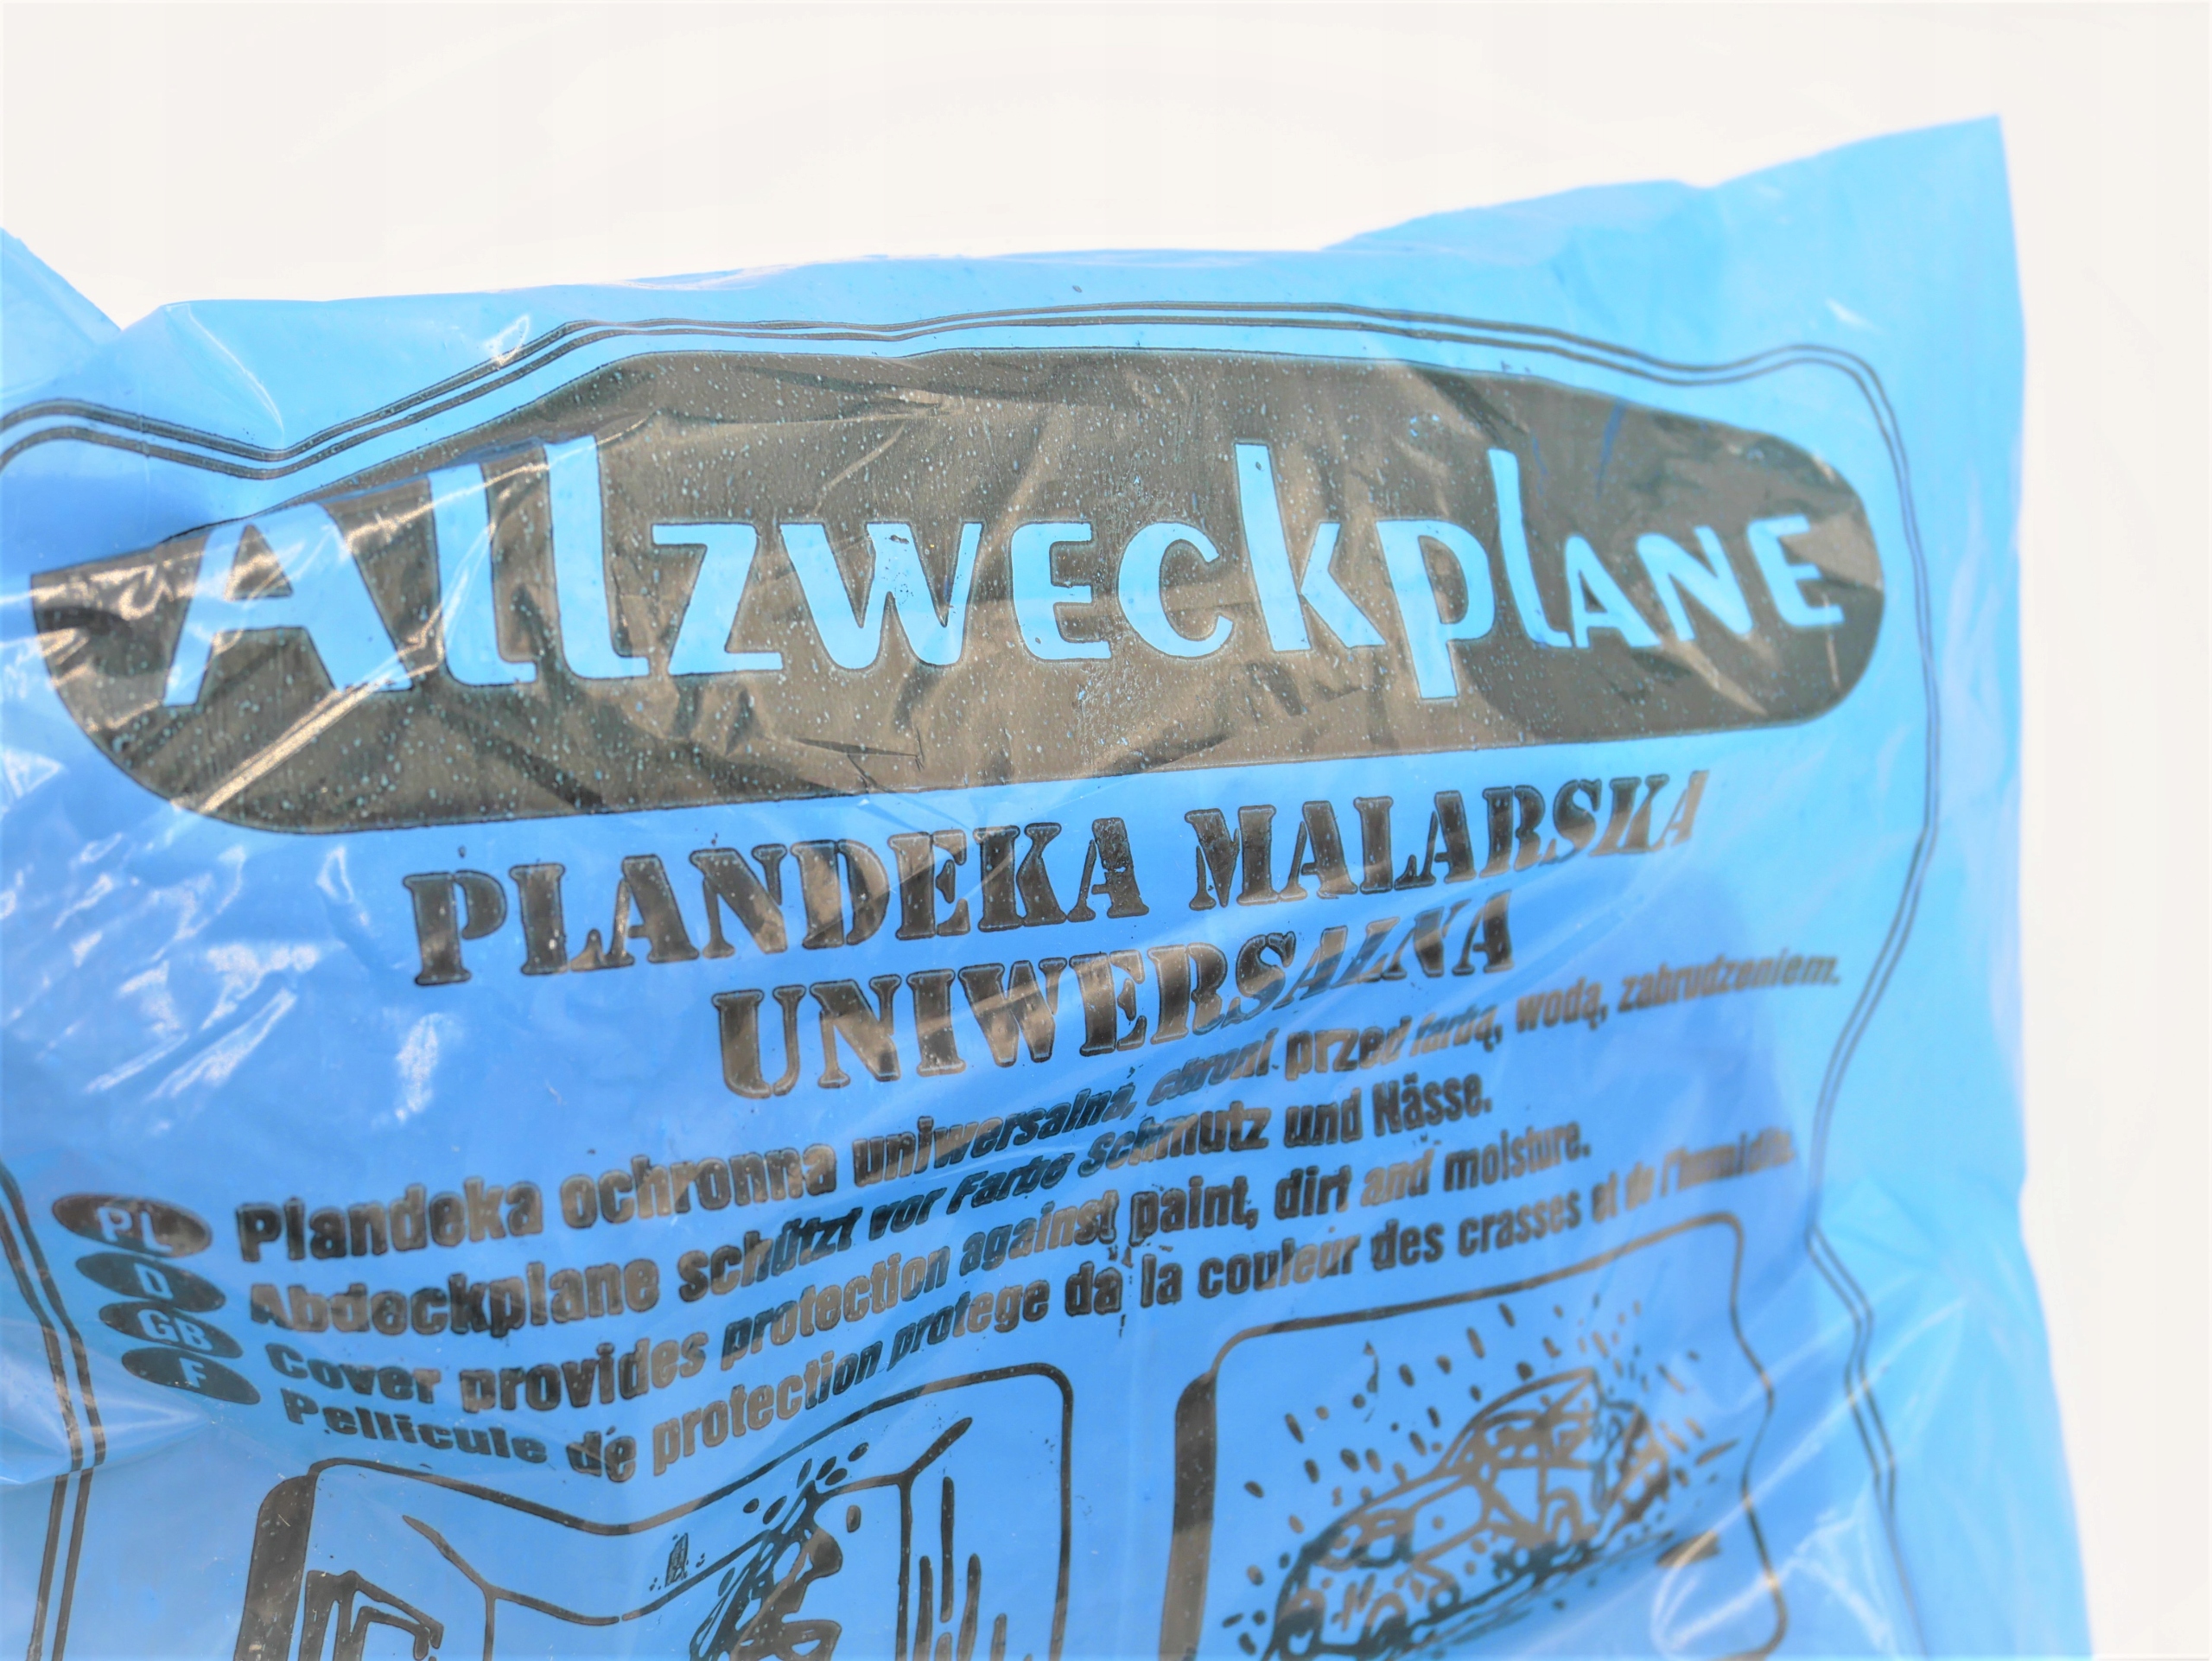 Allzweckplane
PLANDEKA MALARSKA
UNIWERSALNA
PL Plandeka ochronna uniwersalna, chroni przed farbą, wodą, zabrudzeniem.
D Abdeckplane schützt vor Farbe Schmutz und Nässe.
GB Cover provides protection against paint, dirt and moisture.
F Pellicule de protection protege da la couleur des crasses et de l'humidite.